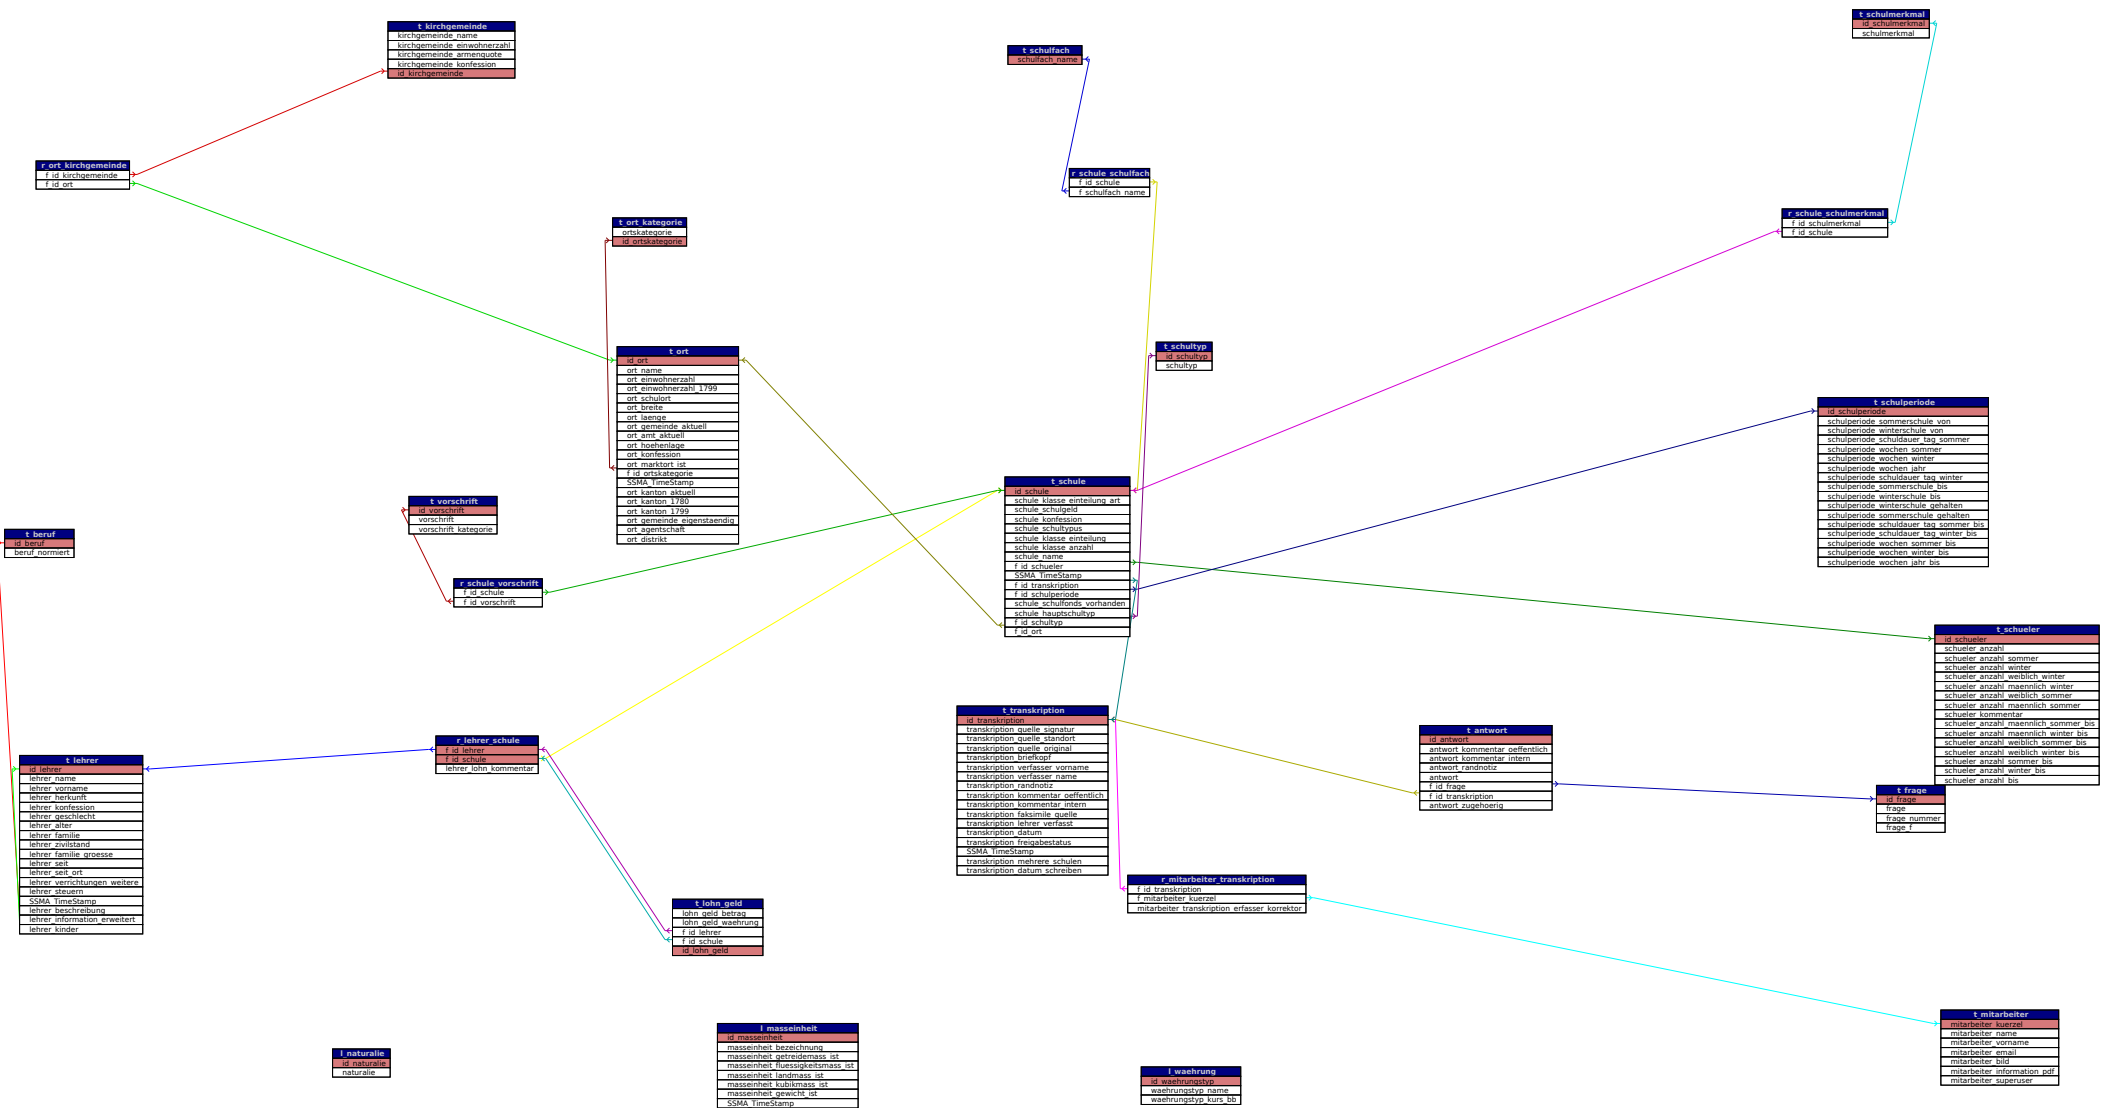 t_kirchgemeinde
kirchgemeinde_name
kirchgemeinde_einwohnerzahl
kirchgemeinde_armenquote
kirchgemeinde_konfession
id_kirchgemeinde
t_schulfach
schulfach_name
t_schulmerkmal
id_schulmerkmal
schulmerkmal
r_ort_kirchgemeinde
f_id_kirchgemeinde
f_id_ort
r_schule_schulfach
f_id_schule
f_schulfach_name
r_schule_schulmerkmal
f_id_schulmerkmal
f_id_schule
t_ort_kategorie
ortskategorie
id_ortskategorie
t_ort
id_ort
ort_name
ort_einwohnerzahl
ort_einwohnerzahl_1799
ort_schulort
ort_breite
ort_laenge
ort_gemeinde_aktuell
ort_amt_aktuell
ort_hoehenlage
ort_konfession
ort_marktort_ist
f_id_ortskategorie
SSMA_TimeStamp
ort_kanton_aktuell
ort_kanton_1780
ort_kanton_1799
ort_gemeinde_eigenstaendig
ort_agentschaft
ort_distrikt
t_schultyp
id_schultyp
schultyp
t_schulperiode
id_schulperiode
schulperiode_sommerschule_von
schulperiode_winterschule_von
schulperiode_schuldauer_tag_sommer
schulperiode_wochen_sommer
schulperiode_wochen_winter
schulperiode_wochen_jahr
schulperiode_schuldauer_tag_winter
schulperiode_sommerschule_bis
schulperiode_winterschule_bis
schulperiode_winterschule_gehalten
schulperiode_sommerschule_gehalten
schulperiode_schuldauer_tag_sommer_bis
schulperiode_schuldauer_tag_winter_bis
schulperiode_wochen_sommer_bis
schulperiode_wochen_winter_bis
schulperiode_wochen_jahr_bis
t_schule
id_schule
schule_klasse_einteilung_art
schule_schulgeld
schule_konfession
schule_schultypus
schule_klasse_einteilung
schule_klasse_anzahl
schule_name
f_id_schueler
SSMA_TimeStamp
f_id_transkription
f_id_schulperiode
schule_schulfonds_vorhanden
schule_hauptschultyp
f_id_schultyp
f_id_ort
t_vorschrift
id_vorschrift
vorschrift
vorschrift_kategorie
t_beruf
id_beruf
beruf_normiert
r_schule_vorschrift
f_id_schule
f_id_vorschrift
t_schueler
id_schueler
schueler_anzahl
schueler_anzahl_sommer
schueler_anzahl_winter
schueler_anzahl_weiblich_winter
schueler_anzahl_maennlich_winter
schueler_anzahl_weiblich_sommer
schueler_anzahl_maennlich_sommer
schueler_kommentar
schueler_anzahl_maennlich_sommer_bis
schueler_anzahl_maennlich_winter_bis
schueler_anzahl_weiblich_sommer_bis
schueler_anzahl_weiblich_winter_bis
schueler_anzahl_sommer_bis
schueler_anzahl_winter_bis
schueler_anzahl_bis
t_transkription
id_transkription
transkription_quelle_signatur
transkription_quelle_standort
transkription_quelle_original
transkription_briefkopf
transkription_verfasser_vorname
transkription_verfasser_name
transkription_randnotiz
transkription_kommentar_oeffentlich
transkription_kommentar_intern
transkription_faksimile_quelle
transkription_lehrer_verfasst
transkription_datum
transkription_freigabestatus
SSMA_TimeStamp
transkription_mehrere_schulen
transkription_datum_schreiben
t_antwort
id_antwort
antwort_kommentar_oeffentlich
antwort_kommentar_intern
antwort_randnotiz
antwort
f_id_frage
f_id_transkription
antwort_zugehoerig
r_lehrer_schule
f_id_lehrer
f_id_schule
lehrer_lohn_kommentar
t_lehrer
id_lehrer
lehrer_name
lehrer_vorname
lehrer_herkunft
lehrer_konfession
lehrer_geschlecht
lehrer_alter
lehrer_familie
lehrer_zivilstand
lehrer_familie_groesse
lehrer_seit
lehrer_seit_ort
lehrer_verrichtungen_weitere
lehrer_steuern
SSMA_TimeStamp
lehrer_beschreibung
lehrer_information_erweitert
lehrer_kinder
t_frage
id_frage
frage
frage_nummer
frage_f
r_mitarbeiter_transkription
f_id_transkription
f_mitarbeiter_kuerzel
mitarbeiter_transkription_erfasser_korrektor
t_lohn_geld
lohn_geld_betrag
lohn_geld_waehrung
f_id_lehrer
f_id_schule
id_lohn_geld
t_mitarbeiter
mitarbeiter_kuerzel
mitarbeiter_name
mitarbeiter_vorname
mitarbeiter_email
mitarbeiter_bild
mitarbeiter_information_pdf
mitarbeiter_superuser
l_masseinheit
id_masseinheit
masseinheit_bezeichnung
masseinheit_getreidemass_ist
masseinheit_fluessigkeitsmass_ist
masseinheit_landmass_ist
masseinheit_kubikmass_ist
masseinheit_gewicht_ist
SSMA_TimeStamp
l_naturalie
id_naturalie
naturalie
l_waehrung
id_waehrungstyp
waehrungstyp_name
waehrungstyp_kurs_bb